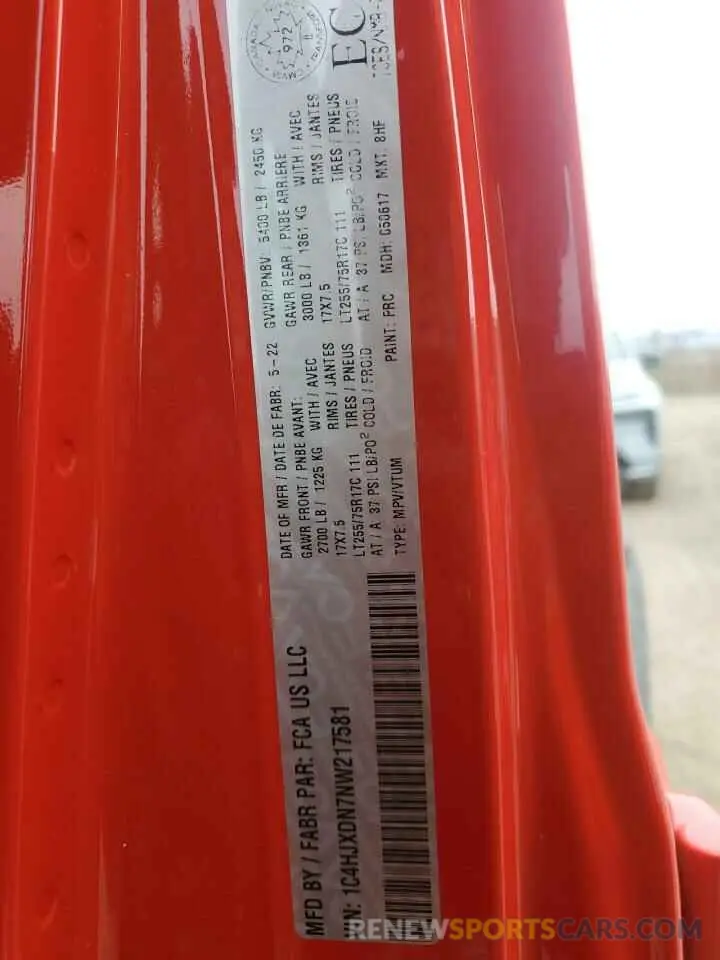 MFD BY / FABR PAR: FCA US LLC
DATE OF MFR / DATE DE FABR: 5-22
GVWR/PNBV 5400 LB / 2450 KG
GAWR FRONT / PNBE AVANT:
2700 LB / 1225 KG WITH / AVEC
17X7.5 RIMS / JANTES
LT255/75R17C 111 TIRES / PNEUS
AT / A 37 PSI LB/PO² COLD / FROID
GAWR REAR / PNBE ARRIERE
3000 LB / 1361 KG WITH / AVEC
17X7.5 RIMS / JANTES
LT255/75R17C 111 TIRES / PNEUS
AT / A 37 PSI LB/PO² COLD / FROID
TYPE: MPV/VTUM PAINT: PRC MDH: 050617 MKT: 8HF
VIN: 1C4HJXDN7NW217581
CANADA
972
EC
RENEWSPORTSCARS.COM